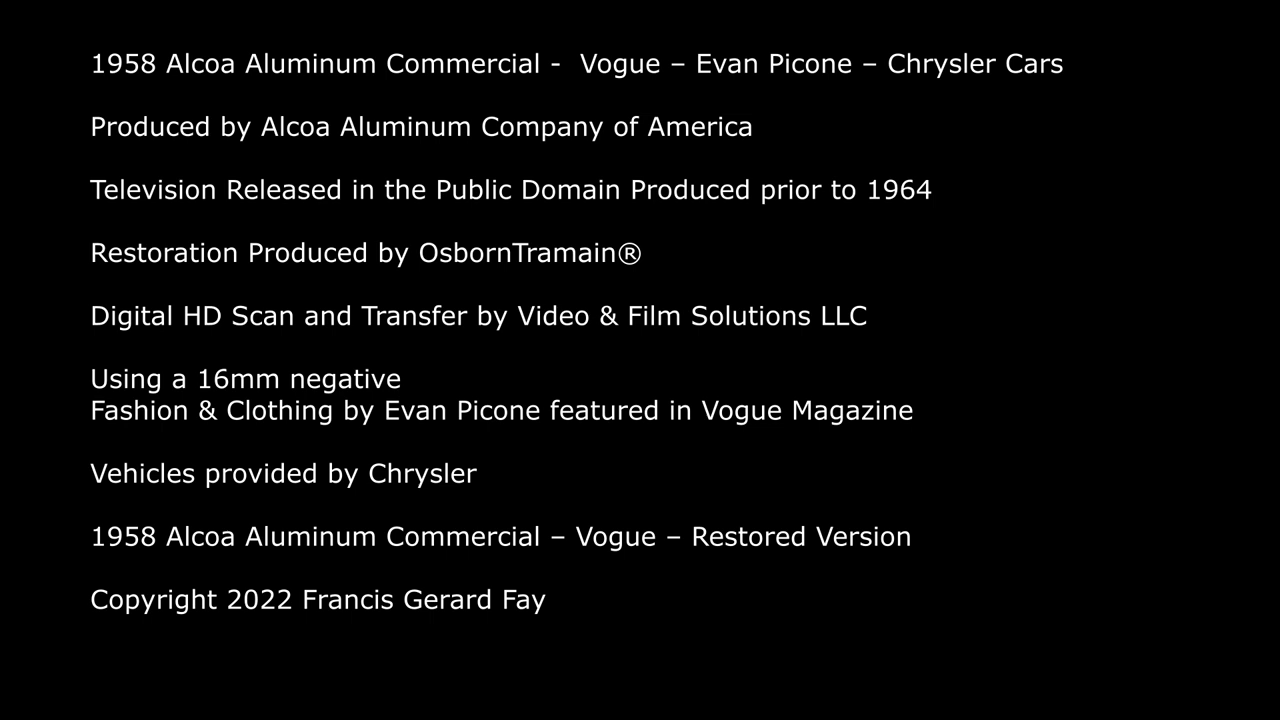 1958 Alcoa Aluminum Commercial -  Vogue – Evan Picone – Chrysler Cars
Produced by Alcoa Aluminum Company of America
Television Released in the Public Domain Produced prior to 1964
Restoration Produced by OsbornTramain®
Digital HD Scan and Transfer by Video & Film Solutions LLC
Using a 16mm negative
Fashion & Clothing by Evan Picone featured in Vogue Magazine
Vehicles provided by Chrysler
1958 Alcoa Aluminum Commercial – Vogue – Restored Version
Copyright 2022 Francis Gerard Fay